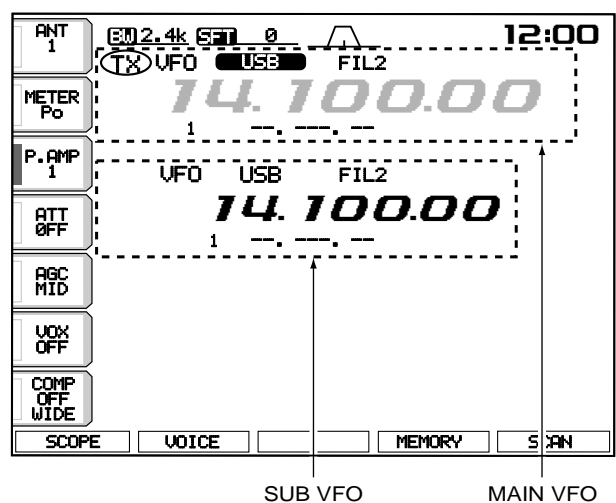 ANT
1
BW 2.4k SFT 0
12:00
TX VFO USB FIL2
14.100.00
1 --.---.--
METER
Po
P.AMP
1
VFO USB FIL2
14.100.00
1 --.---.--
ATT
OFF
AGC
MID
VOX
OFF
COMP
OFF
WIDE
SCOPE VOICE MEMORY SCAN
SUB VFO MAIN VFO